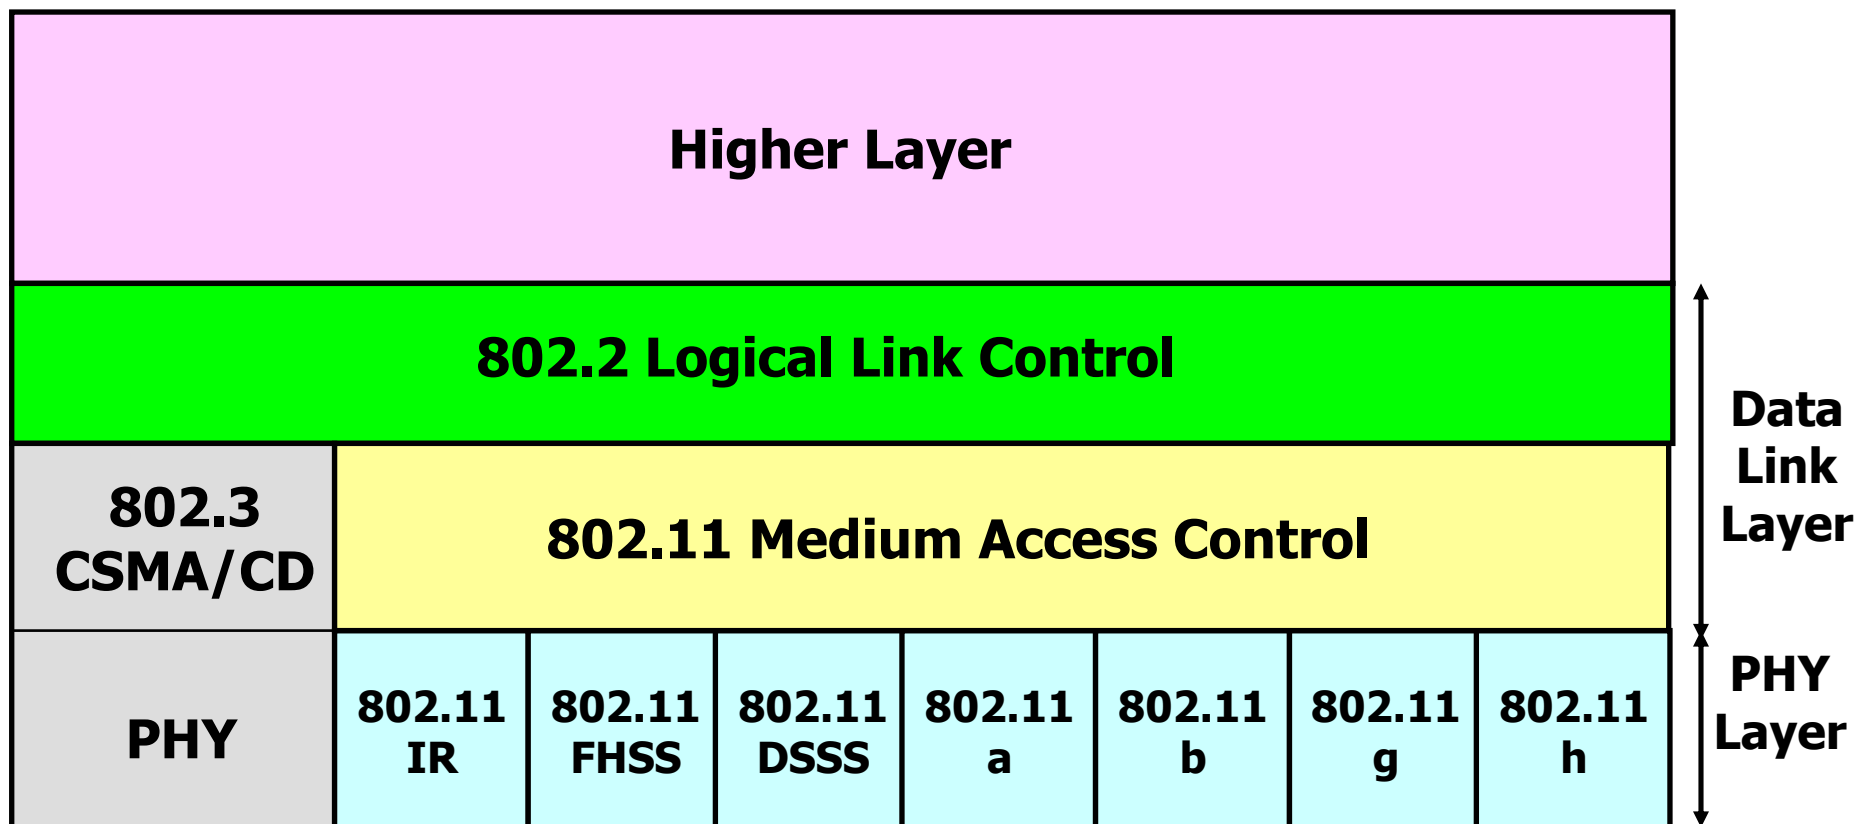 Higher Layer
802.2 Logical Link Control
Data
Link
Layer
802.3
CSMA/CD
802.11 Medium Access Control
PHY
802.11
IR
802.11
FHSS
802.11
DSSS
802.11
a
802.11
b
802.11
g
802.11
h
PHY
Layer